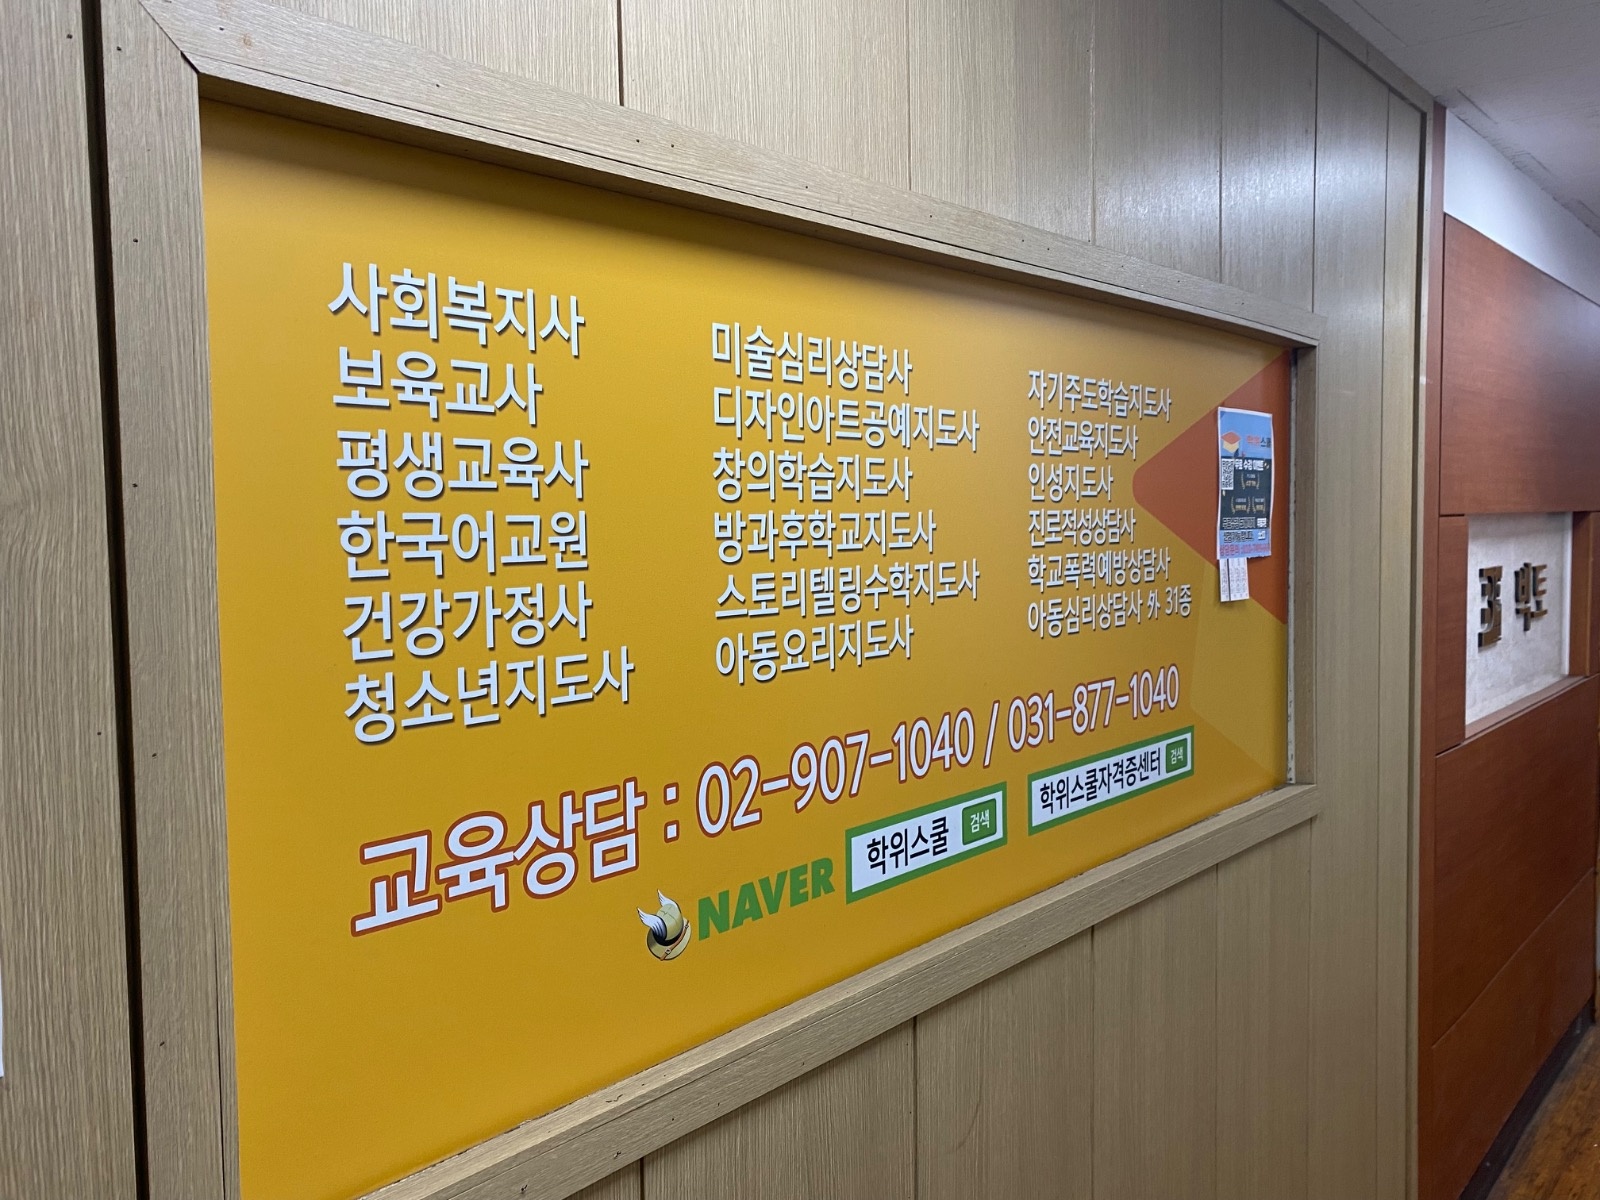 사회복지사
보육교사
평생교육사
한국어교원
건강가정사
청소년지도사
미술심리상담사
디자인아트공예지도사
창의학습지도사
방과후학교지도사
스토리텔링수학지도사
아동요리지도사
자기주도학습지도사
안전교육지도사
인성지도사
진로적성상담사
학교폭력예방상담사
아동심리상담사 外 31종
교육상담 : 02-907-1040 / 031-877-1040
NAVER 학위스쿨 검색 학위스쿨자격증센터 검색